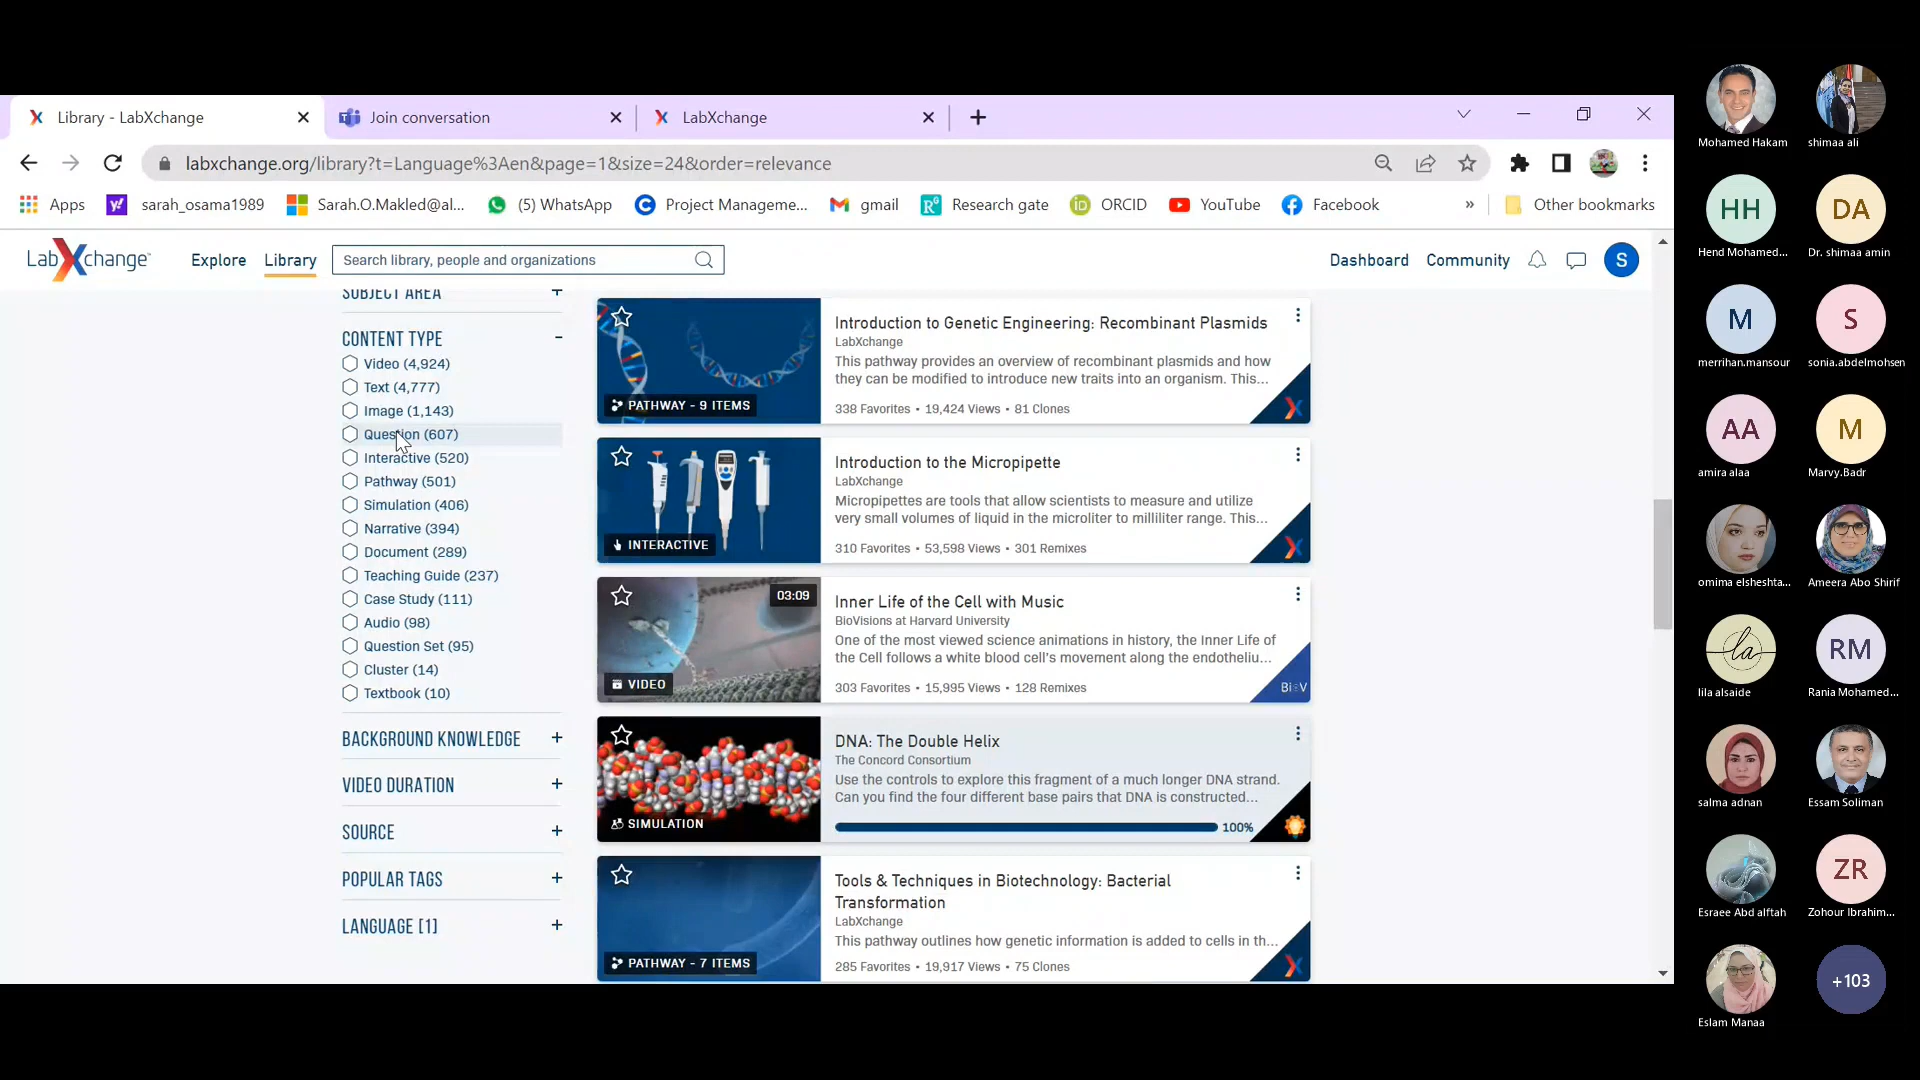 Library - LabXchange
Join conversation
LabXchange
labxchange.org/library?t=Language%3Aen&page=1&size=24&order=relevance
Apps
sarah_osama1989
Sarah.O.Makled@al...
(5) WhatsApp
Project Manageme...
gmail
Research gate
ORCID
YouTube
Facebook
»
Other bookmarks
LabXchange
Explore
Library
Search library, people and organizations
Dashboard
Community
S
SUBJECT AREA +
CONTENT TYPE -
Video (4,924)
Text (4,777)
Image (1,143)
Question (607)
Interactive (520)
Pathway (501)
Simulation (406)
Narrative (394)
Document (289)
Teaching Guide (237)
Case Study (111)
Audio (98)
Question Set (95)
Cluster (14)
Textbook (10)
BACKGROUND KNOWLEDGE +
VIDEO DURATION +
SOURCE +
POPULAR TAGS +
LANGUAGE [1] +
PATHWAY - 9 ITEMS
Introduction to Genetic Engineering: Recombinant Plasmids
LabXchange
This pathway provides an overview of recombinant plasmids and how
they can be modified to introduce new traits into an organism. This...
338 Favorites • 19,424 Views • 81 Clones
INTERACTIVE
Introduction to the Micropipette
LabXchange
Micropipettes are tools that allow scientists to measure and utilize
very small volumes of liquid in the microliter to milliliter range. This...
310 Favorites • 53,598 Views • 301 Remixes
03:09
VIDEO
Inner Life of the Cell with Music
BioVisions at Harvard University
One of the most viewed science animations in history, the Inner Life of
the Cell follows a white blood cell's movement along the endotheliu...
303 Favorites • 15,995 Views • 128 Remixes
BioV
SIMULATION
DNA: The Double Helix
The Concord Consortium
Use the controls to explore this fragment of a much longer DNA strand.
Can you find the four different base pairs that DNA is constructed...
100%
PATHWAY - 7 ITEMS
Tools & Techniques in Biotechnology: Bacterial
Transformation
LabXchange
This pathway outlines how genetic information is added to cells in th...
285 Favorites • 19,917 Views • 75 Clones
Mohamed Hakam
shimaa ali
HH
Hend Mohamed...
DA
Dr. shimaa amin
M
merrihan.mansour
S
sonia.abdelmohsen
AA
amira alaa
M
Marvy.Badr
omima elsheshta...
Ameera Abo Shirif
la
lila alsaide
RM
Rania Mohamed...
salma adnan
Essam Soliman
Esraee Abd alftah
ZR
Zohour Ibrahim...
Eslam Manaa
+103